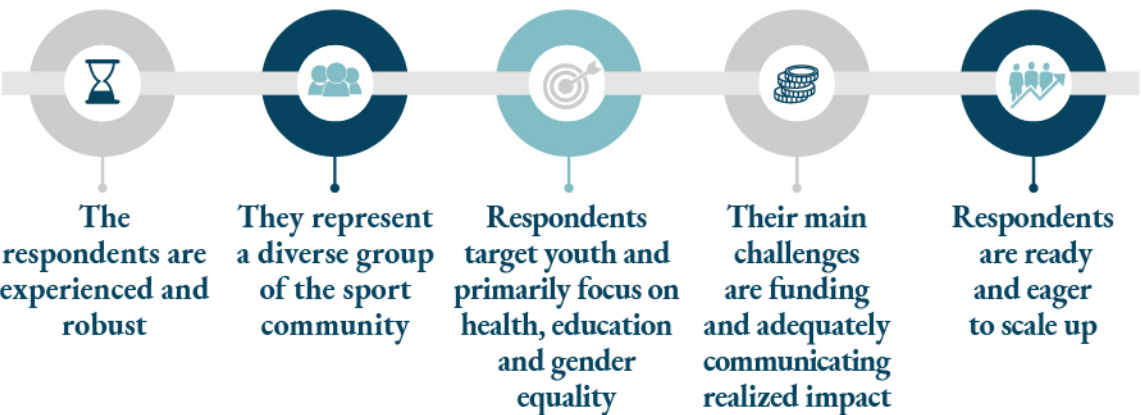 The
respondents are
experienced and
robust
They represent
a diverse group
of the sport
community
Respondents
target youth and
primarily focus on
health, education
and gender
equality
Their main
challenges
are funding
and adequately
communicating
realized impact
Respondents
are ready
and eager
to scale up